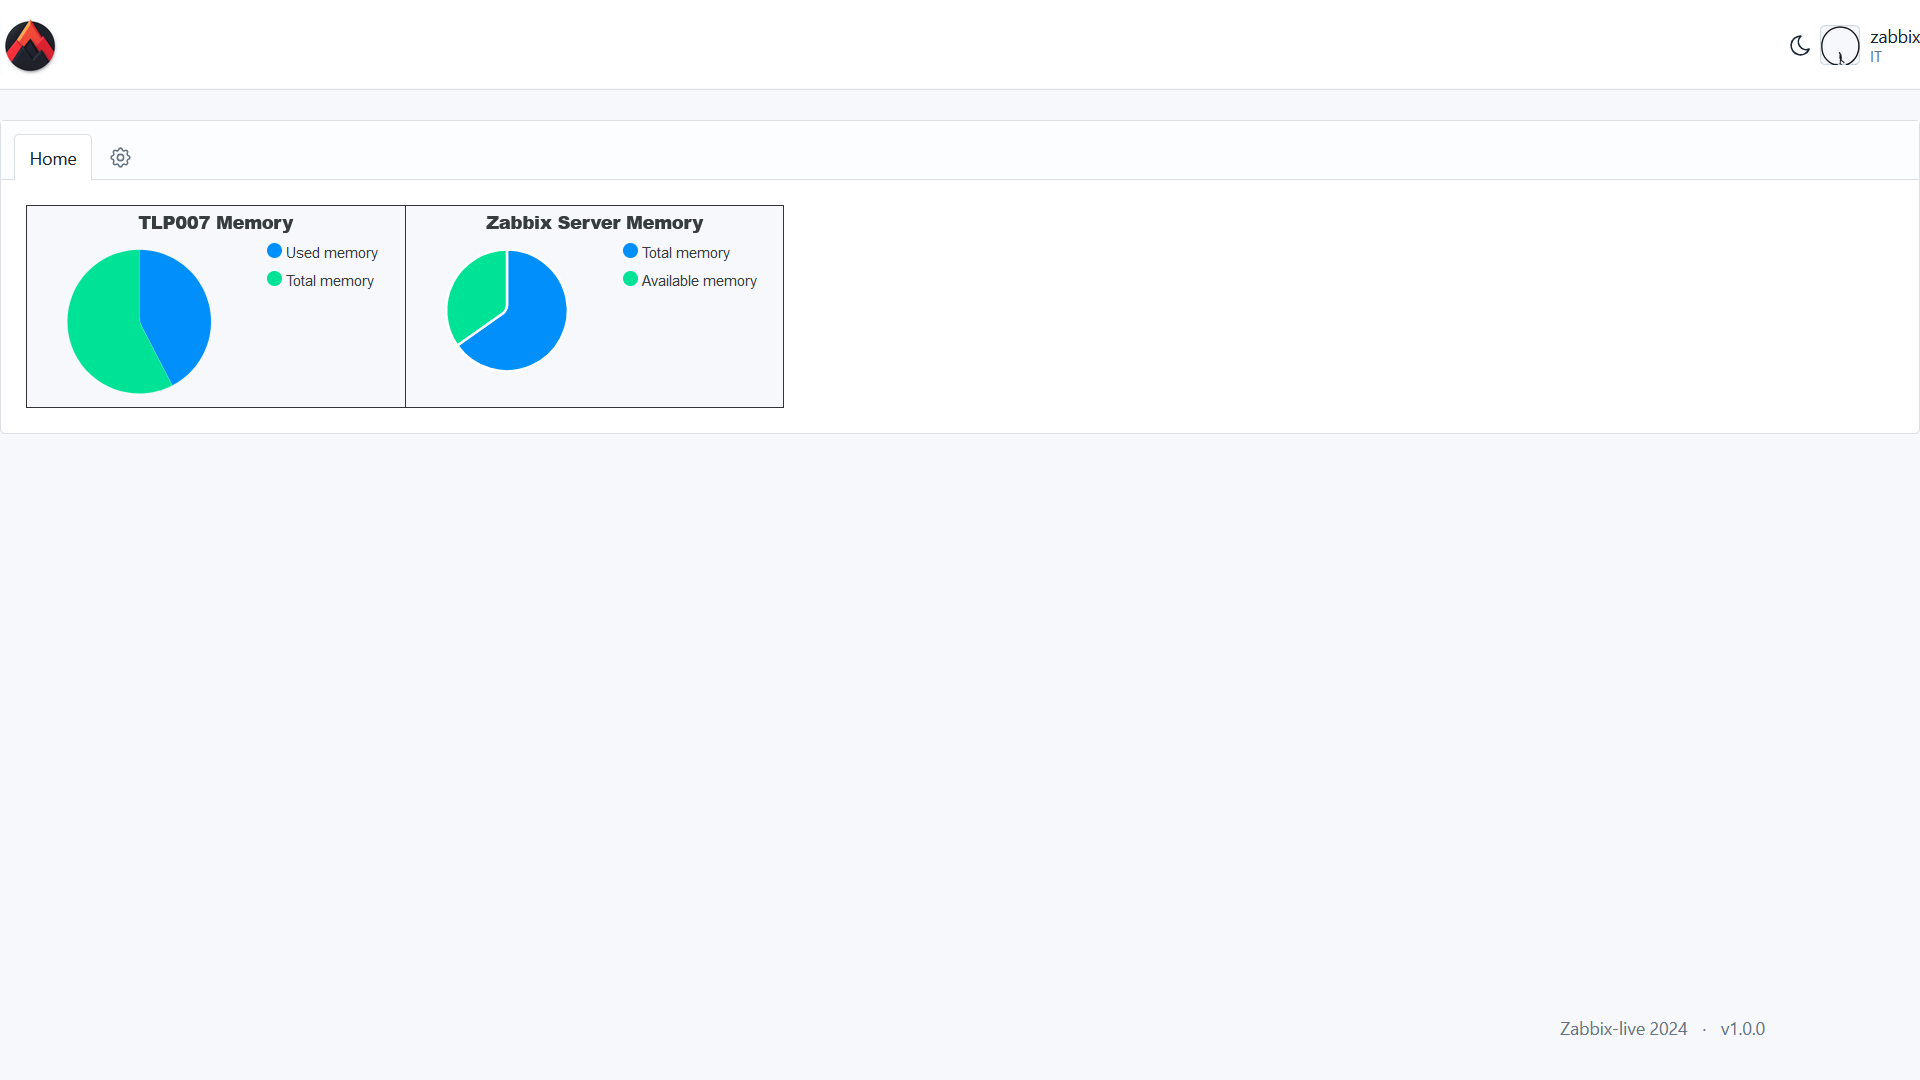 zabbix
IT
Home
TLP007 Memory
Used memory
Total memory
Zabbix Server Memory
Total memory
Available memory
Zabbix-live 2024 · v1.0.0